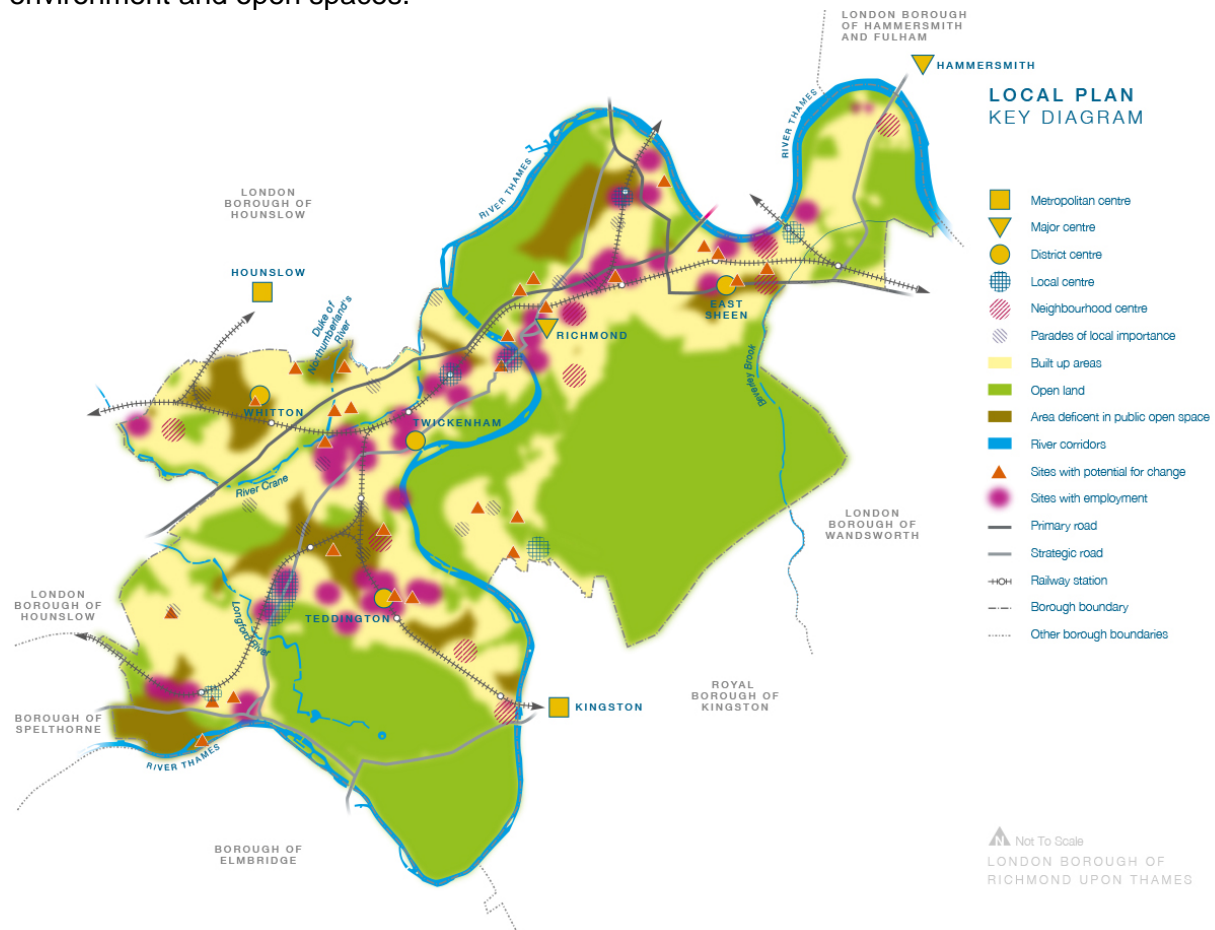 environment and open spaces.
LONDON BOROUGH
OF HAMMERSMITH
AND FULHAM
HAMMERSMITH
LOCAL PLAN
KEY DIAGRAM
RIVER THAMES
RIVER THAMES
LONDON
BOROUGH OF
HOUNSLOW
HOUNSLOW
Duke of
Northumberland's
River
Metropolitan centre
Major centre
District centre
Local centre
Neighbourhood centre
Parades of local importance
Built up areas
Open land
Area deficent in public open space
River corridors
Sites with potential for change
Sites with employment
Primary road
Strategic road
Railway station
Borough boundary
Other borough boundaries
EAST
SHEEN
RICHMOND
Beverley Brook
WHITTON
TWICKENHAM
River Crane
LONDON
BOROUGH OF
WANDSWORTH
LONDON
BOROUGH OF
HOUNSLOW
Longford River
TEDDINGTON
ROYAL
BOROUGH OF
KINGSTON
KINGSTON
BOROUGH OF
SPELTHORNE
RIVER THAMES
BOROUGH OF
ELMBRIDGE
N Not To Scale
LONDON BOROUGH OF
RICHMOND UPON THAMES